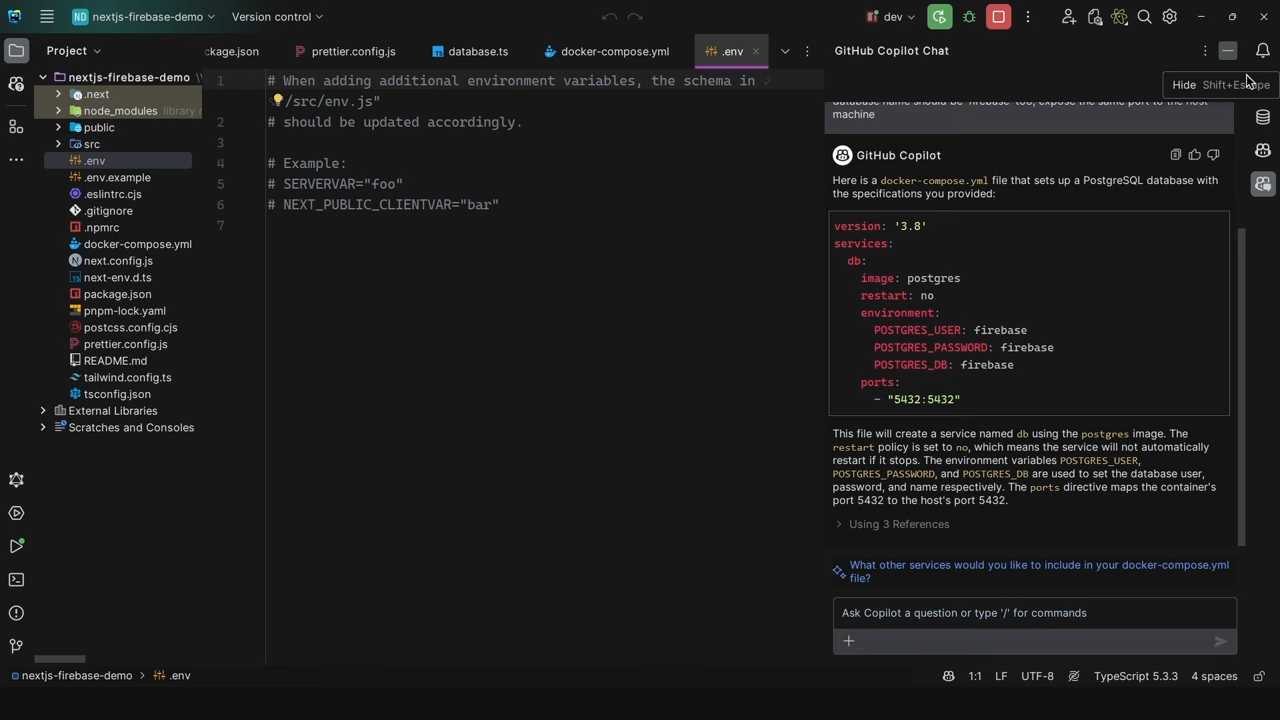 ND nextjs-firebase-demo Version control dev
Project
ckage.json prettier.config.js database.ts docker-compose.yml .env
GitHub Copilot Chat
nextjs-firebase-demo
.next
node_modules library
public
src
.env
.env.example
.eslintrc.cjs
.gitignore
.npmrc
docker-compose.yml
next.config.js
next-env.d.ts
package.json
pnpm-lock.yaml
postcss.config.cjs
prettier.config.js
README.md
tailwind.config.ts
tsconfig.json
External Libraries
Scratches and Consoles
1 # When adding additional environment variables, the schema in
/src/env.js"
2 # should be updated accordingly.
3
4 # Example:
5 # SERVERVAR="foo"
6 # NEXT_PUBLIC_CLIENTVAR="bar"
7
Hide Shift+Escape
database name should be 'firebase' too, expose the same port to the host
machine
GitHub Copilot
Here is a docker-compose.yml file that sets up a PostgreSQL database with
the specifications you provided:
version: '3.8'
services:
db:
image: postgres
restart: no
environment:
POSTGRES_USER: firebase
POSTGRES_PASSWORD: firebase
POSTGRES_DB: firebase
ports:
- "5432:5432"
This file will create a service named db using the postgres image. The
restart policy is set to no, which means the service will not automatically
restart if it stops. The environment variables POSTGRES_USER,
POSTGRES_PASSWORD, and POSTGRES_DB are used to set the database user,
password, and name respectively. The ports directive maps the container's
port 5432 to the host's port 5432.
Using 3 References
What other services would you like to include in your docker-compose.yml
file?
Ask Copilot a question or type '/' for commands
nextjs-firebase-demo .env
1:1 LF UTF-8 TypeScript 5.3.3 4 spaces